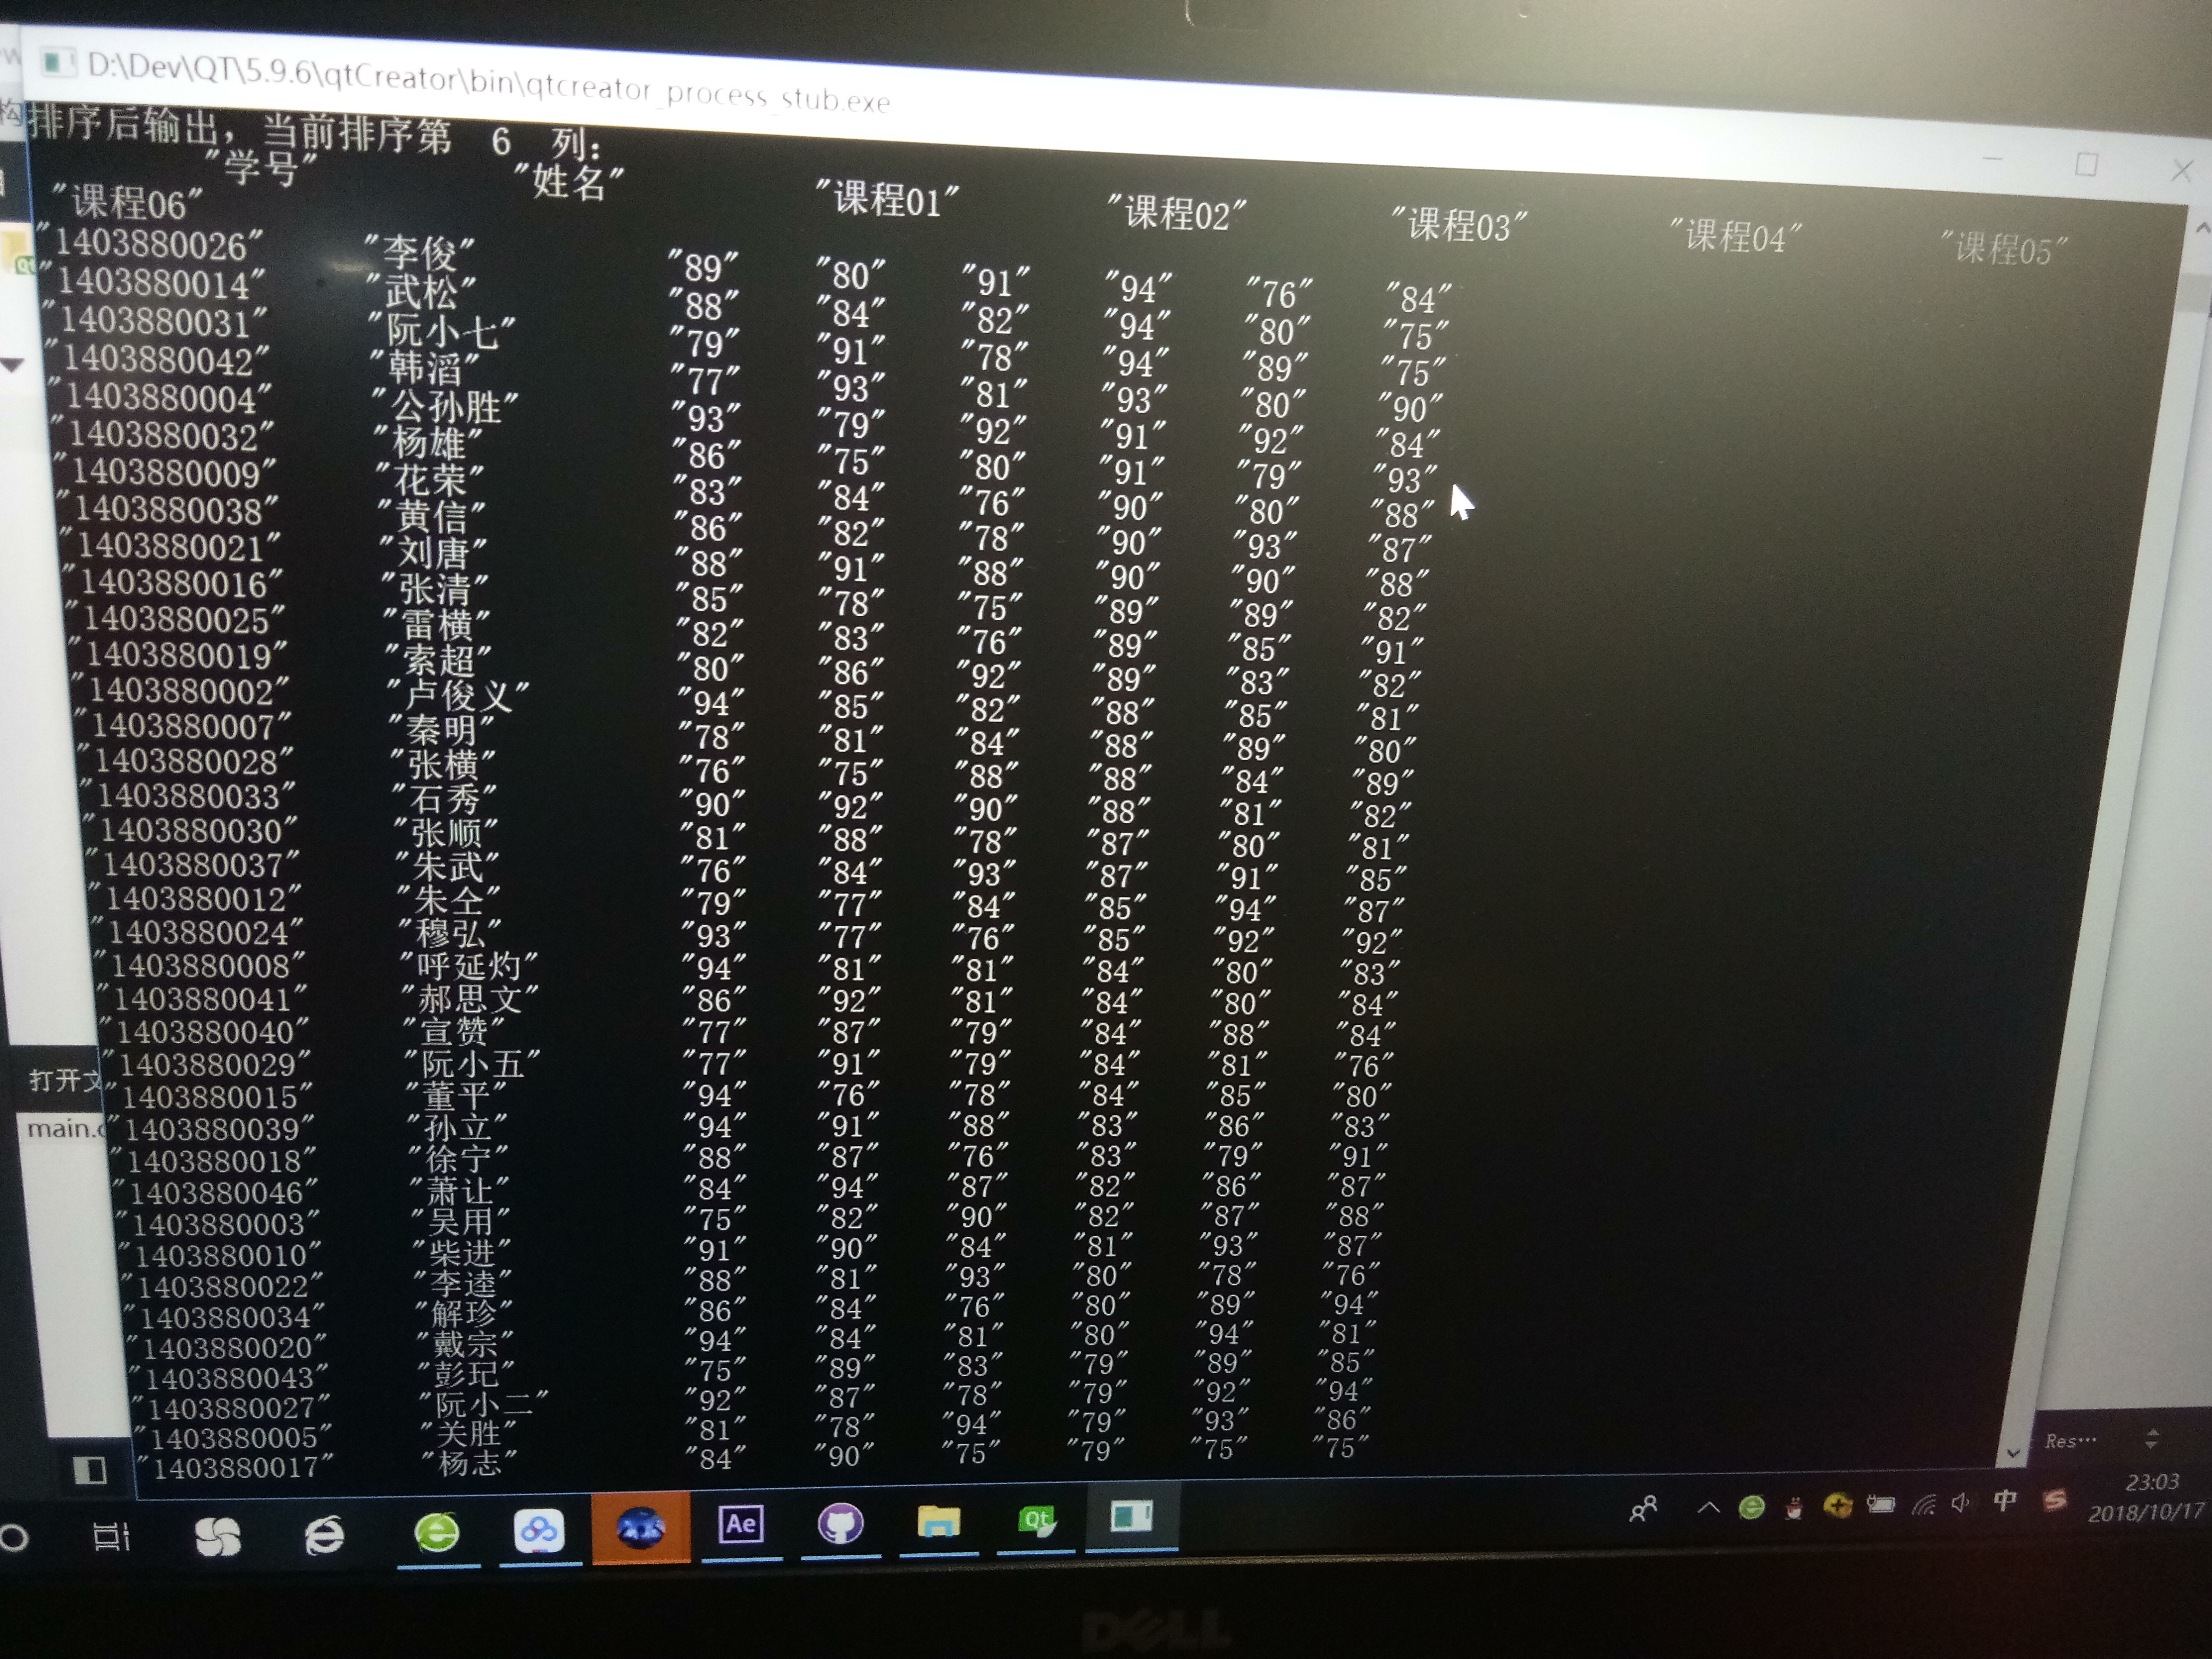 D:\Dev\QT\5.9.6\qtCreator\bin\qtcreator_process_stub.exe
排序后输出，当前排序第 6 列：
"学号" "姓名" "课程01" "课程02" "课程03" "课程04" "课程05"
"课程06"
"1403880026" "李俊" "89" "80" "91" "94" "76" "84"
"1403880014" "武松" "88" "84" "82" "94" "80" "75"
"1403880031" "阮小七" "79" "91" "78" "94" "89" "75"
"1403880042" "韩滔" "77" "93" "81" "93" "80" "90"
"1403880004" "公孙胜" "93" "79" "92" "91" "92" "84"
"1403880032" "杨雄" "86" "75" "80" "91" "79" "93"
"1403880009" "花荣" "83" "84" "76" "90" "80" "88"
"1403880038" "黄信" "86" "82" "78" "90" "93" "87"
"1403880021" "刘唐" "88" "91" "88" "90" "90" "88"
"1403880016" "张清" "85" "78" "75" "89" "89" "82"
"1403880025" "雷横" "82" "83" "76" "89" "85" "91"
"1403880019" "索超" "80" "86" "92" "89" "83" "82"
"1403880002" "卢俊义" "94" "85" "82" "88" "85" "81"
"1403880007" "秦明" "78" "81" "84" "88" "89" "80"
"1403880028" "张横" "76" "75" "88" "88" "84" "89"
"1403880033" "石秀" "90" "92" "90" "88" "81" "82"
"1403880030" "张顺" "81" "88" "78" "87" "80" "81"
"1403880037" "朱武" "76" "84" "93" "87" "91" "85"
"1403880012" "朱仝" "79" "77" "84" "85" "94" "87"
"1403880024" "穆弘" "93" "77" "76" "85" "92" "92"
"1403880008" "呼延灼" "94" "81" "81" "84" "80" "83"
"1403880041" "郝思文" "86" "92" "81" "84" "80" "84"
"1403880040" "宣赞" "77" "87" "79" "84" "88" "84"
"1403880029" "阮小五" "77" "91" "79" "84" "81" "76"
"1403880015" "董平" "94" "76" "78" "84" "85" "80"
"1403880039" "孙立" "94" "91" "88" "83" "86" "83"
"1403880018" "徐宁" "88" "87" "76" "83" "79" "91"
"1403880046" "萧让" "84" "94" "87" "82" "86" "87"
"1403880003" "吴用" "75" "82" "90" "82" "87" "88"
"1403880010" "柴进" "91" "90" "84" "81" "93" "87"
"1403880022" "李逵" "88" "81" "93" "80" "78" "76"
"1403880034" "解珍" "86" "84" "76" "80" "89" "94"
"1403880020" "戴宗" "94" "84" "81" "80" "94" "81"
"1403880043" "彭玘" "75" "89" "83" "79" "89" "85"
"1403880027" "阮小二" "92" "87" "78" "79" "92" "94"
"1403880005" "关胜" "81" "78" "94" "79" "93" "86"
"1403880017" "杨志" "84" "90" "75" "79" "75" "75"
打开文
main.c
Res…
Ae
Qt
中
23:03
2018/10/17
DELL